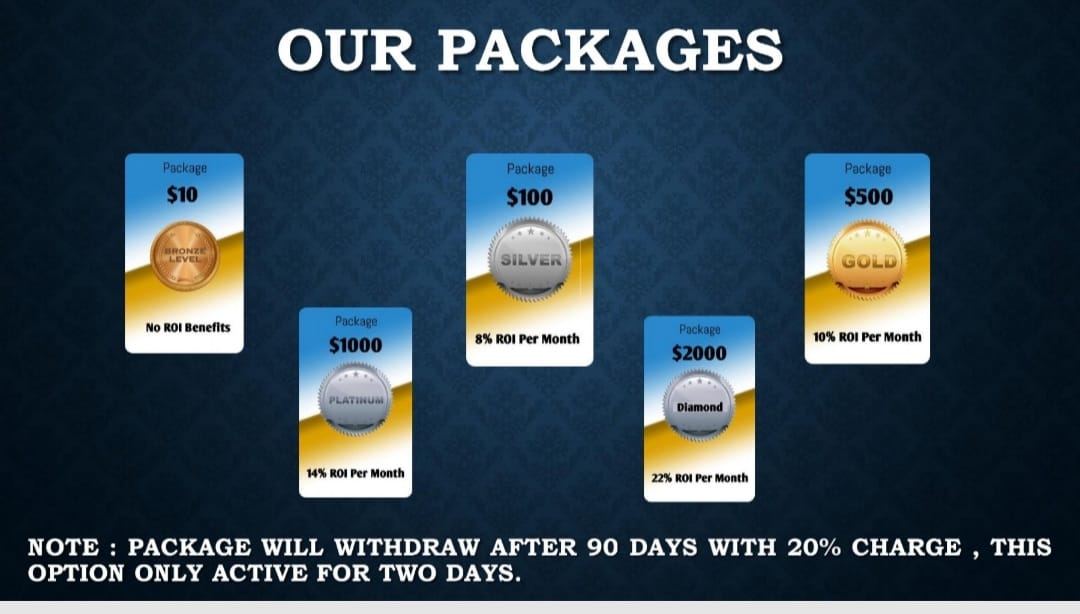 OUR PACKAGES
Package
$10
BRONZE
LEVEL
No ROI Benefits
Package
$100
SILVER
8% ROI Per Month
Package
$500
GOLD
10% ROI Per Month
Package
$1000
PLATINUM
14% ROI Per Month
Package
$2000
Diamond
22% ROI Per Month
NOTE : PACKAGE WILL WITHDRAW AFTER 90 DAYS WITH 20% CHARGE , THIS
OPTION ONLY ACTIVE FOR TWO DAYS.